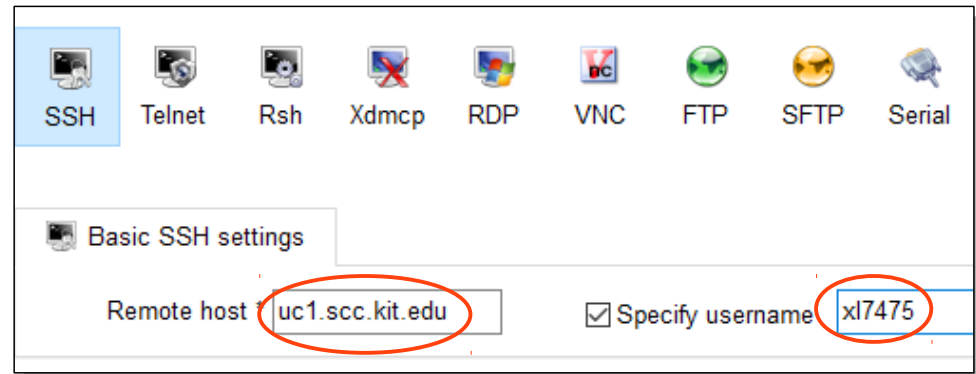 SSH Telnet Rsh Xdmcp RDP VNC FTP SFTP Serial
Basic SSH settings
Remote host * uc1.scc.kit.edu Specify username xl7475